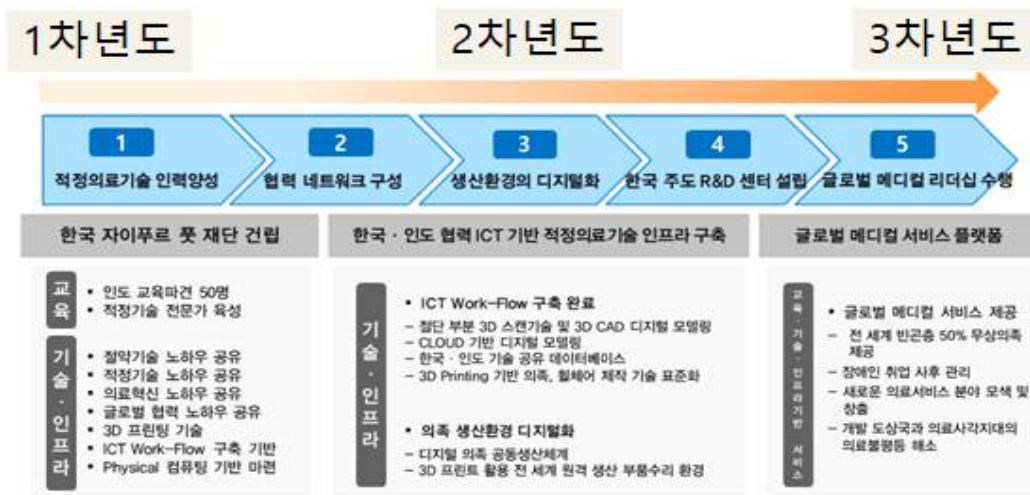 1차년도
2차년도
3차년도
1
2
3
4
5
적정의료기술 인력양성
협력 네트워크 구성
생산환경의 디지털화
한국 주도 R&D 센터 설립
글로벌 메디컬 리더십 수행
한국 자이푸르 풋 재단 건립
한국 · 인도 협력 ICT 기반 적정의료기술 인프라 구축
글로벌 메디컬 서비스 플랫폼
교육
• 인도 교육파견 50명
• 적정기술 전문가 육성
기술·인프라
• 절약기술 노하우 공유
• 적정기술 노하우 공유
• 의료혁신 노하우 공유
• 글로벌 협력 노하우 공유
• 3D 프린팅 기술
• ICT Work-Flow 구축 기반
• Physical 컴퓨팅 기반 마련
기술·인프라
• ICT Work-Flow 구축 완료
– 절단 부분 3D 스캔기술 및 3D CAD 디지털 모델링
– CLOUD 기반 디지털 모델링
– 한국 · 인도 기술 공유 데이터베이스
– 3D Printing 기반 의족, 휠체어 제작 기술 표준화
• 의족 생산환경 디지털화
– 디지털 의족 공동생산체계
– 3D 프린트 활용 전 세계 원격 생산 부품수리 환경
교육·기술·인프라기반 서비스
• 글로벌 메디컬 서비스 제공
– 전 세계 빈곤층 50% 무상의족
제공
– 장애인 취업 사후 관리
– 새로운 의료서비스 분야 모색 및
창출
– 개발 도상국과 의료사각지대의
의료불평등 해소